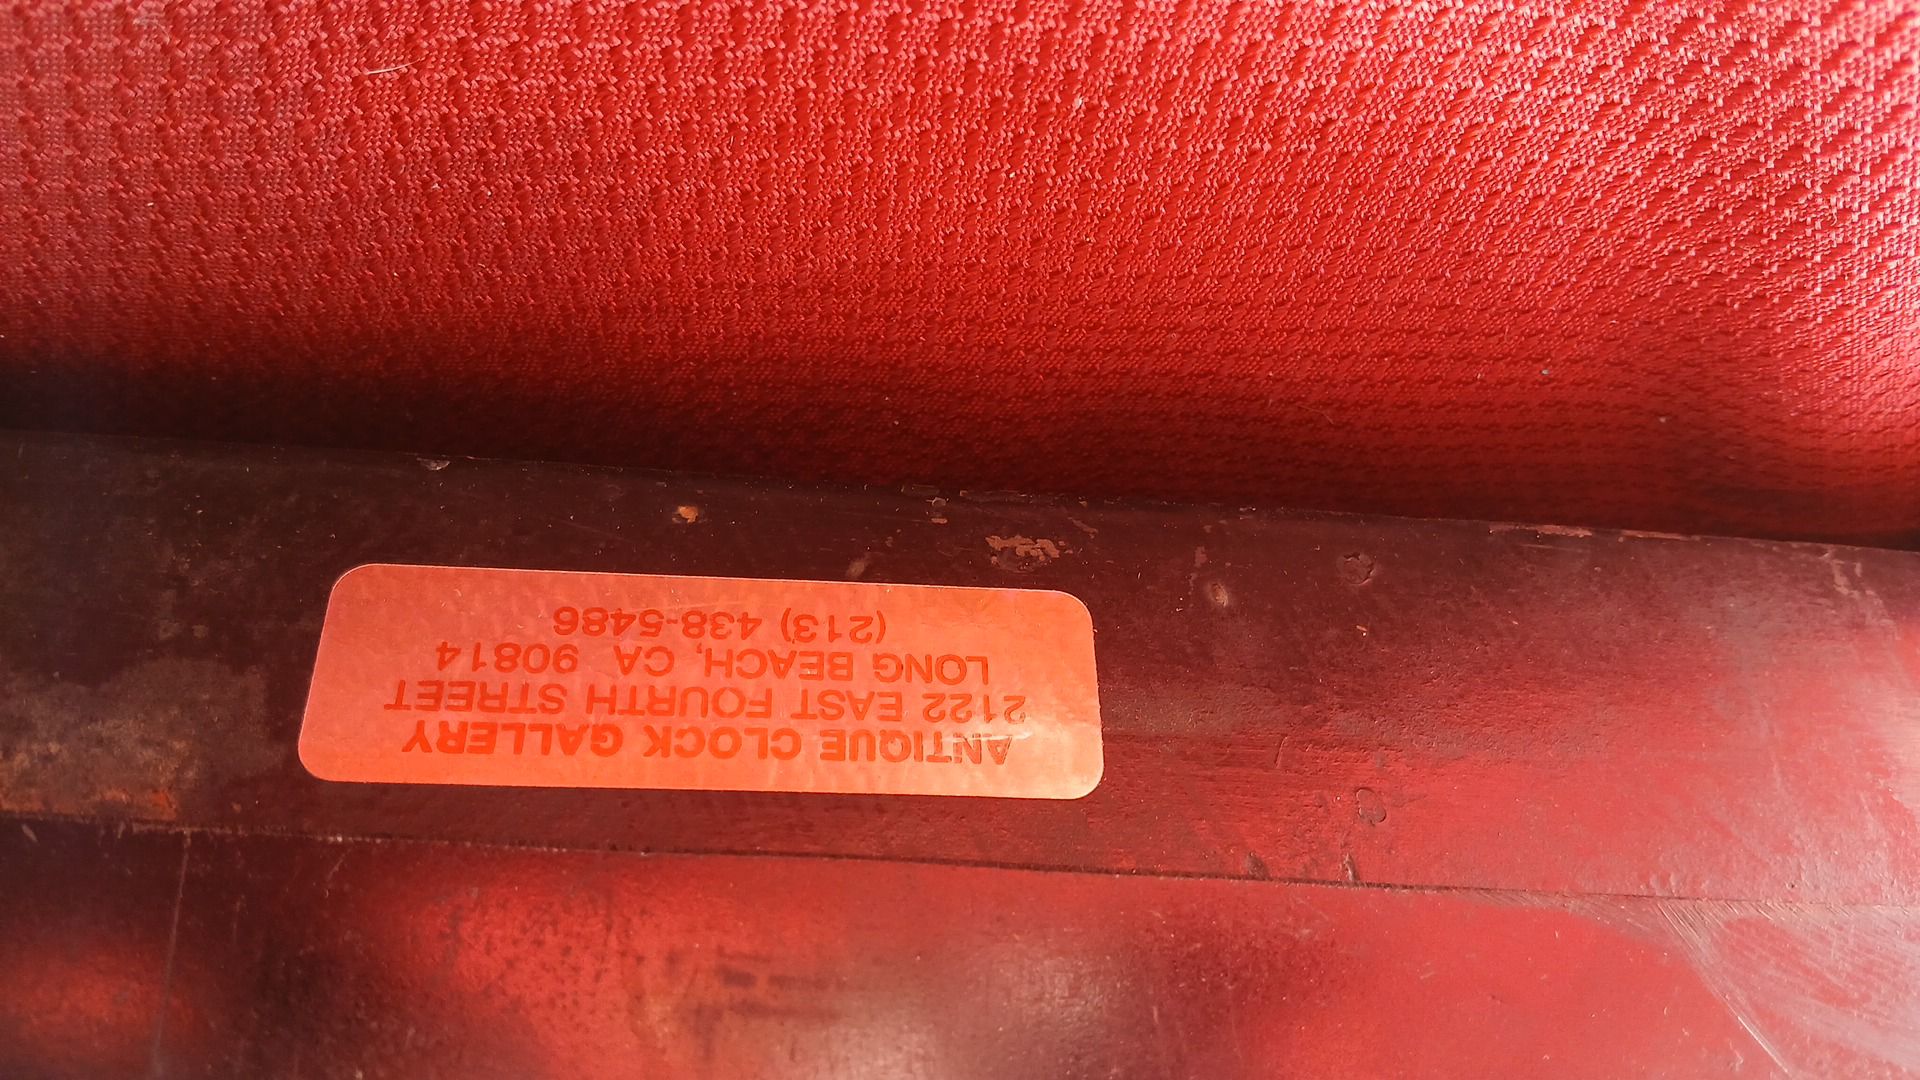 ANTIQUE CLOCK GALLERY
2122 EAST FOURTH STREET
LONG BEACH, CA 90814
(213) 438-5486